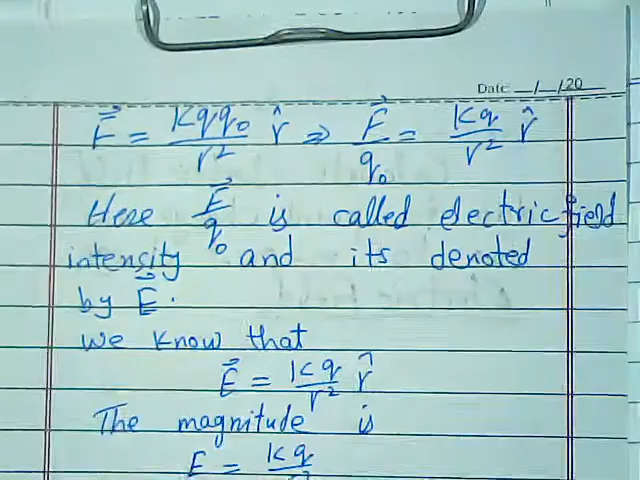 Date __/__/20__
F⃗ = Kqq₀/r² r̂ ⇒ F⃗/q₀ = Kq/r² r̂
Here F⃗/q₀ is called electric field
intensity and its denoted
by E⃗.
We know that
E⃗ = Kq/r² r̂
The magnitude is
E = Kq